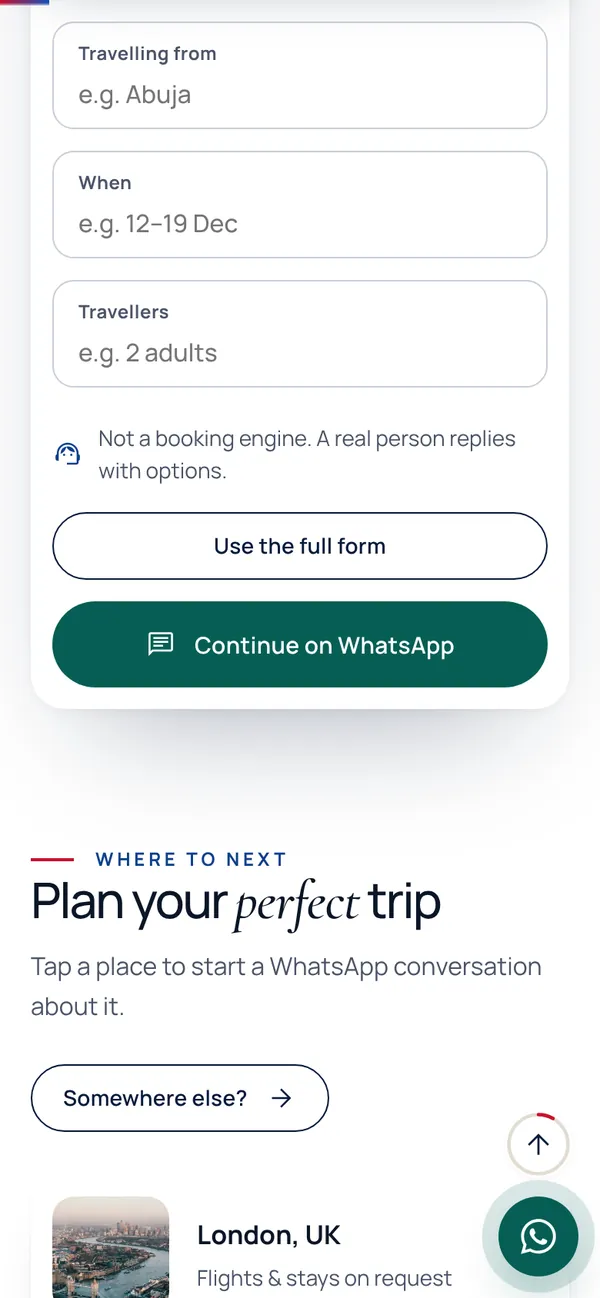 Travelling from
e.g. Abuja
When
e.g. 12–19 Dec
Travellers
e.g. 2 adults
Not a booking engine. A real person replies
with options.
Use the full form
Continue on WhatsApp
WHERE TO NEXT
Plan your perfect trip
Tap a place to start a WhatsApp conversation
about it.
Somewhere else?
London, UK
Flights & stays on request